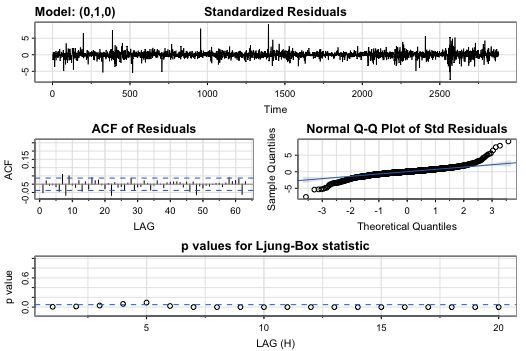 Model: (0,1,0) Standardized Residuals
5
0
-5
0 500 1000 1500 2000 2500
Time
ACF of Residuals
ACF
0.15
0.05
-0.05
0 10 20 30 40 50 60
LAG
Normal Q-Q Plot of Std Residuals
Sample Quantiles
5
0
-5
-3 -2 -1 0 1 2 3
Theoretical Quantiles
p values for Ljung-Box statistic
p value
0.6
0.0
5 10 15 20
LAG (H)